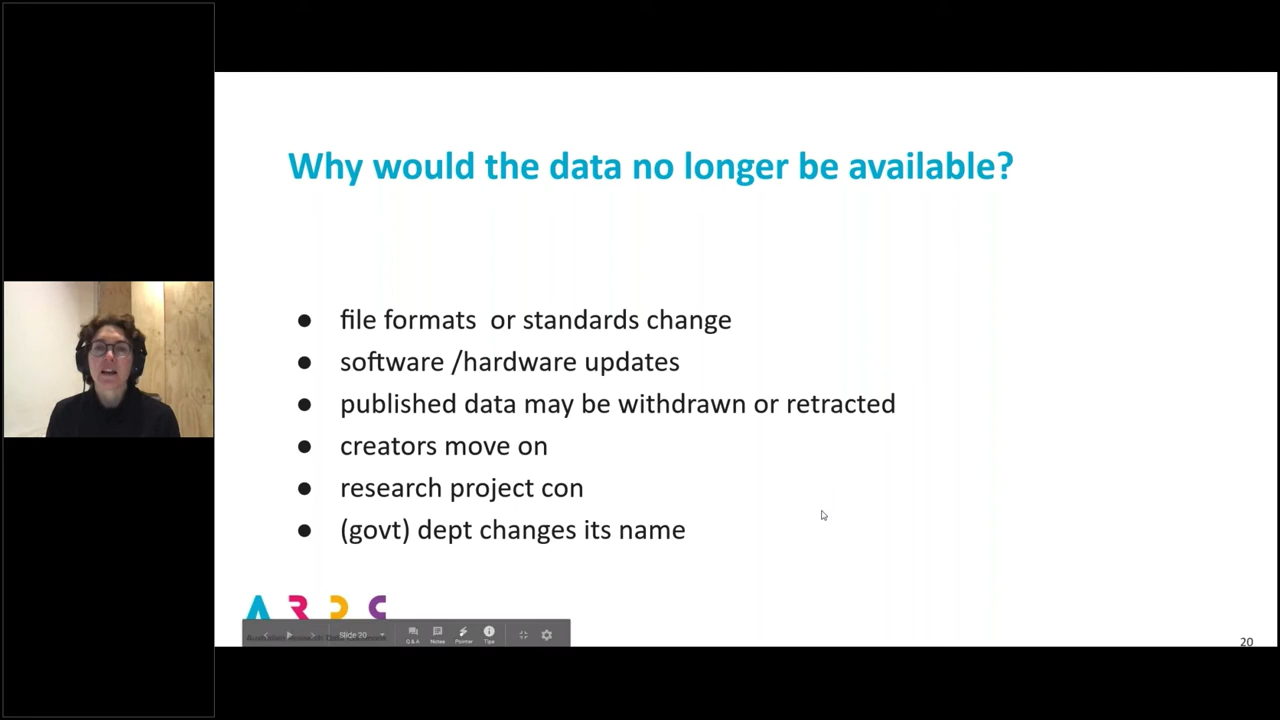 Why would the data no longer be available?
● file formats or standards change
● software /hardware updates
● published data may be withdrawn or retracted
● creators move on
● research project con
● (govt) dept changes its name
ARDC
Slide 20
Q & A Notes Pointer Tips
20